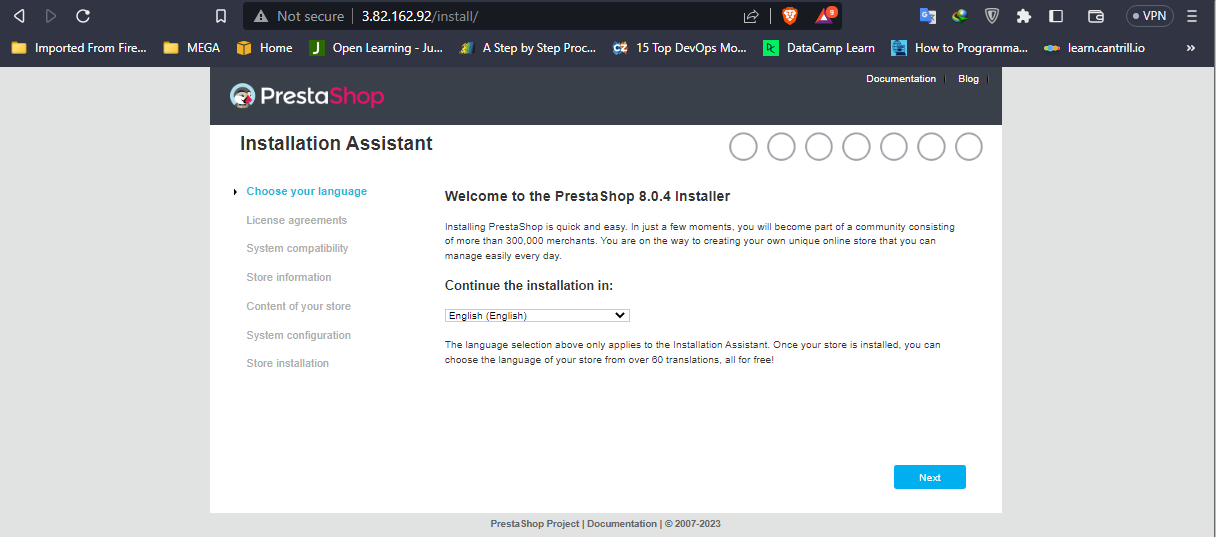 Not secure 3.82.162.92/install/
9
VPN
Imported From Fire... MEGA Home Open Learning - Ju... A Step by Step Proc... 15 Top DevOps Mo... DataCamp Learn How to Programma... learn.cantrill.io »
Documentation Blog
PrestaShop
Installation Assistant
Choose your language
License agreements
System compatibility
Store information
Content of your store
System configuration
Store installation
Welcome to the PrestaShop 8.0.4 Installer
Installing PrestaShop is quick and easy. In just a few moments, you will become part of a community consisting
of more than 300,000 merchants. You are on the way to creating your own unique online store that you can
manage easily every day.
Continue the installation in:
English (English)
The language selection above only applies to the Installation Assistant. Once your store is installed, you can
choose the language of your store from over 60 translations, all for free!
Next
PrestaShop Project | Documentation | © 2007-2023